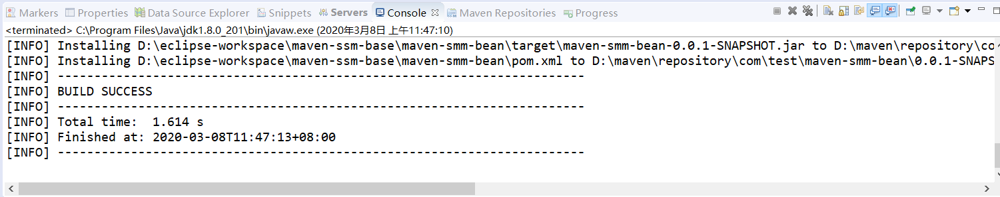 Markers Properties Data Source Explorer Snippets Servers Console Maven Repositories Progress
<terminated> C:\Program Files\Java\jdk1.8.0_201\bin\javaw.exe (2020年3月8日 上午11:47:10)
[INFO] Installing D:\eclipse-workspace\maven-ssm-base\maven-smm-bean\target\maven-smm-bean-0.0.1-SNAPSHOT.jar to D:\maven\repository\co
[INFO] Installing D:\eclipse-workspace\maven-ssm-base\maven-smm-bean\pom.xml to D:\maven\repository\com\test\maven-smm-bean\0.0.1-SNAPS
[INFO] ------------------------------------------------------------------------
[INFO] BUILD SUCCESS
[INFO] ------------------------------------------------------------------------
[INFO] Total time:  1.614 s
[INFO] Finished at: 2020-03-08T11:47:13+08:00
[INFO] ------------------------------------------------------------------------